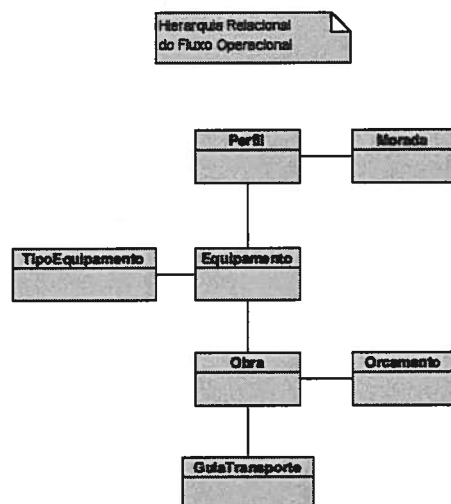 Hierarquia Relacional
do Fluxo Operacional
Perfil
Morada
TipoEquipamento
Equipamento
Obra
Orcamento
GuiaTransporte